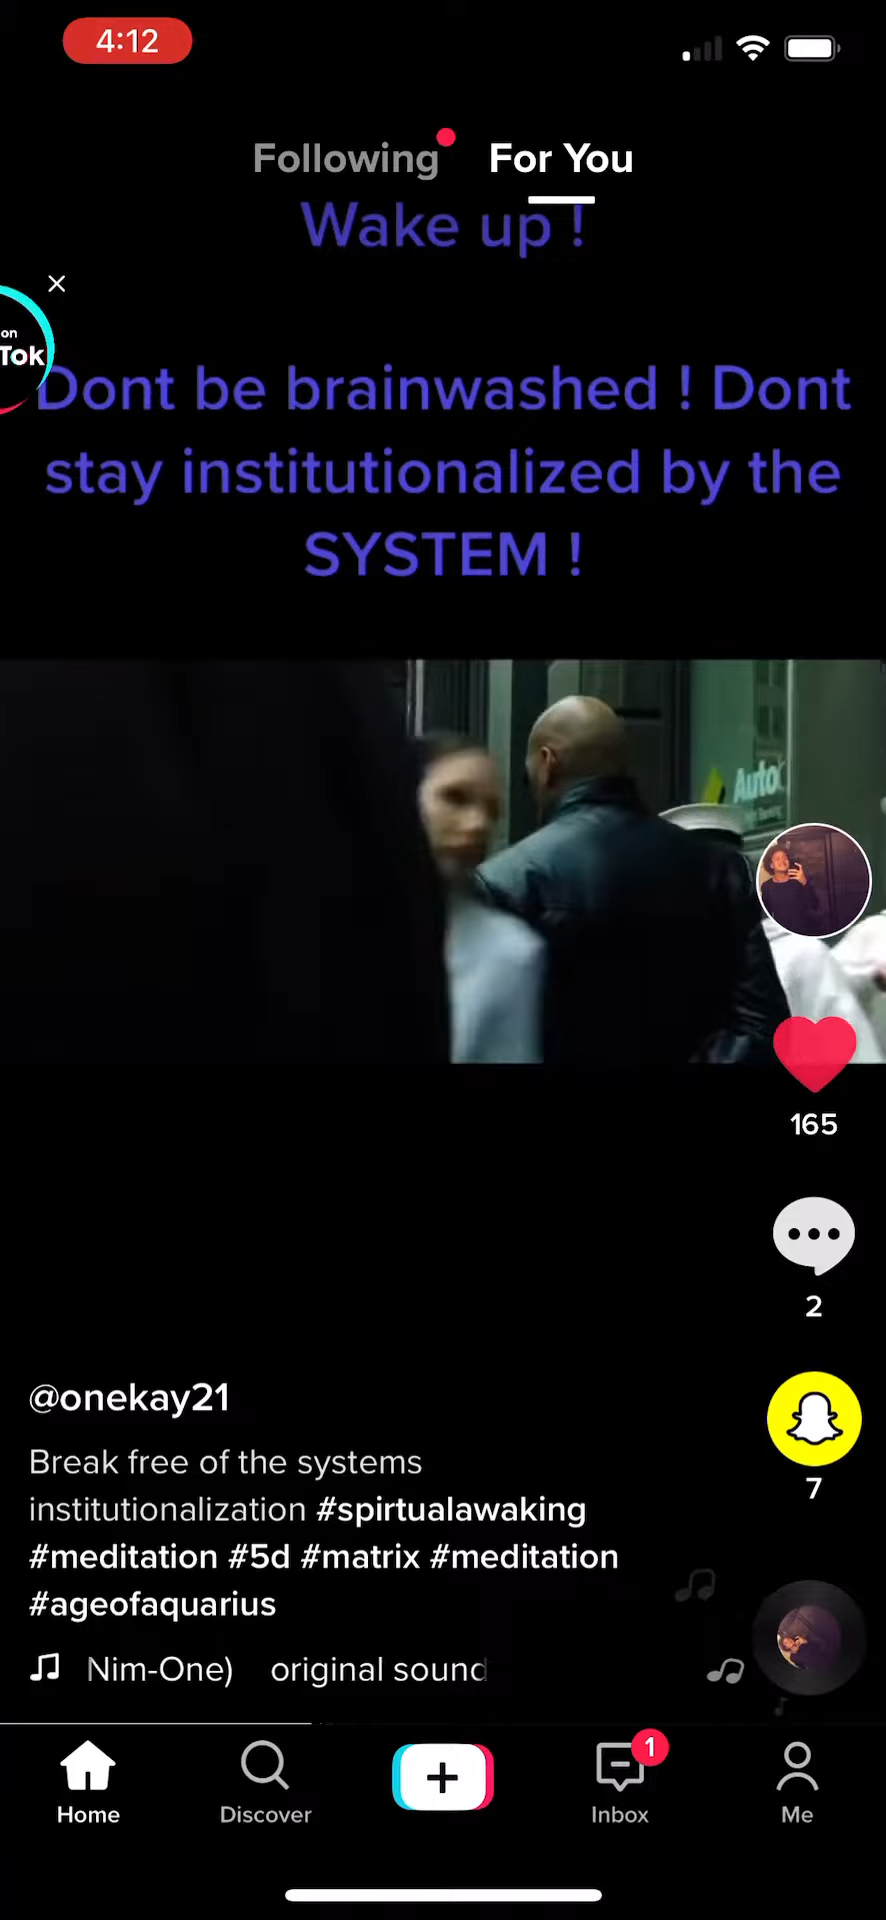 4:12
Following
For You
Wake up !
on
Tok
Dont be brainwashed ! Dont
stay institutionalized by the
SYSTEM !
Auto
165
2
7
@onekay21
Break free of the systems
institutionalization #spirtualawaking
#meditation #5d #matrix #meditation
#ageofaquarius
Nim-One) original sound
1
Home
Discover
Inbox
Me